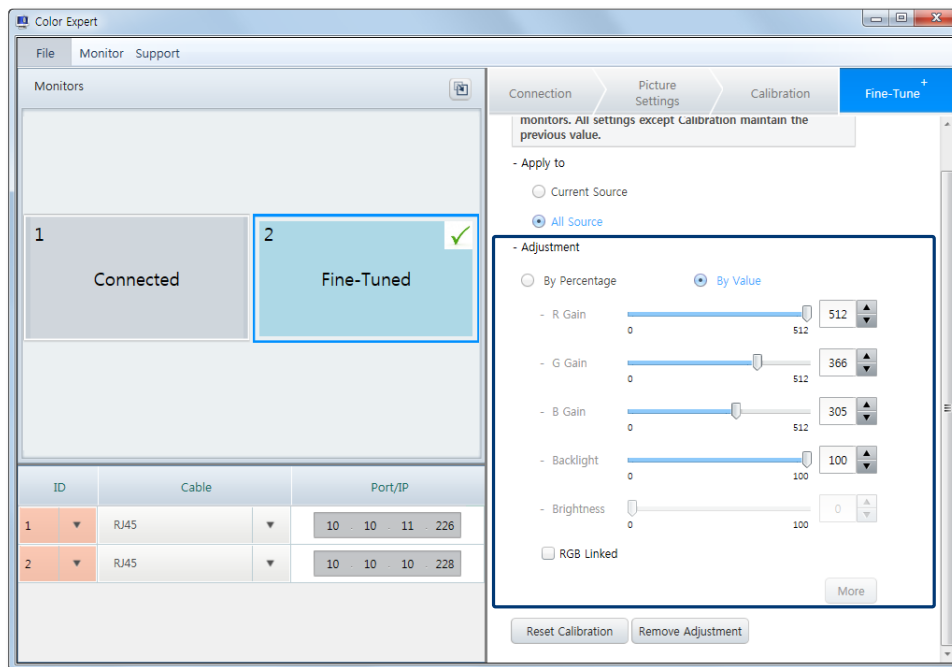 Color Expert
File Monitor Support
Monitors
1
Connected
2
Fine-Tuned
ID Cable Port/IP
1 RJ45 10 . 10 . 11 . 226
2 RJ45 10 . 10 . 10 . 228
Connection
Picture
Settings
Calibration
Fine-Tune +
monitors. All settings except Calibration maintain the
previous value.
- Apply to
Current Source
All Source
- Adjustment
By Percentage By Value
- R Gain 512
0 512
- G Gain 366
0 512
- B Gain 305
0 512
- Backlight 100
0 100
- Brightness 0
0 100
RGB Linked
More
Reset Calibration Remove Adjustment